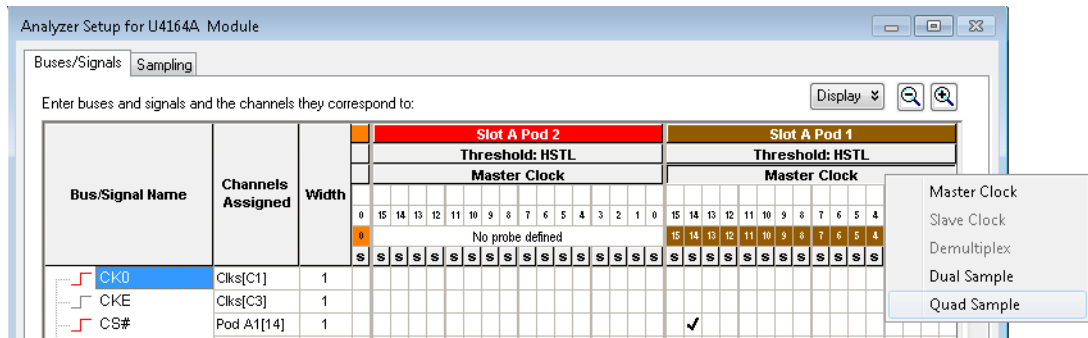 Analyzer Setup for U4164A Module
Buses/Signals Sampling
Enter buses and signals and the channels they correspond to:
Display
Bus/Signal Name Channels Assigned Width
Slot A Pod 2 Slot A Pod 1
Threshold: HSTL Threshold: HSTL
Master Clock Master Clock
0 15 14 13 12 11 10 9 8 7 6 5 4 3 2 1 0 15 14 13 12 11 10 9 8 7 6 5 4
0 No probe defined 15 14 13 12 11 10 9 8 7 6 5 4
S S S S S S S S S S S S S S S S S S S S S S S S S S S S S
CK0 Clks[C1] 1
CKE Clks[C3] 1
CS# Pod A1[14] 1
Master Clock
Slave Clock
Demultiplex
Dual Sample
Quad Sample